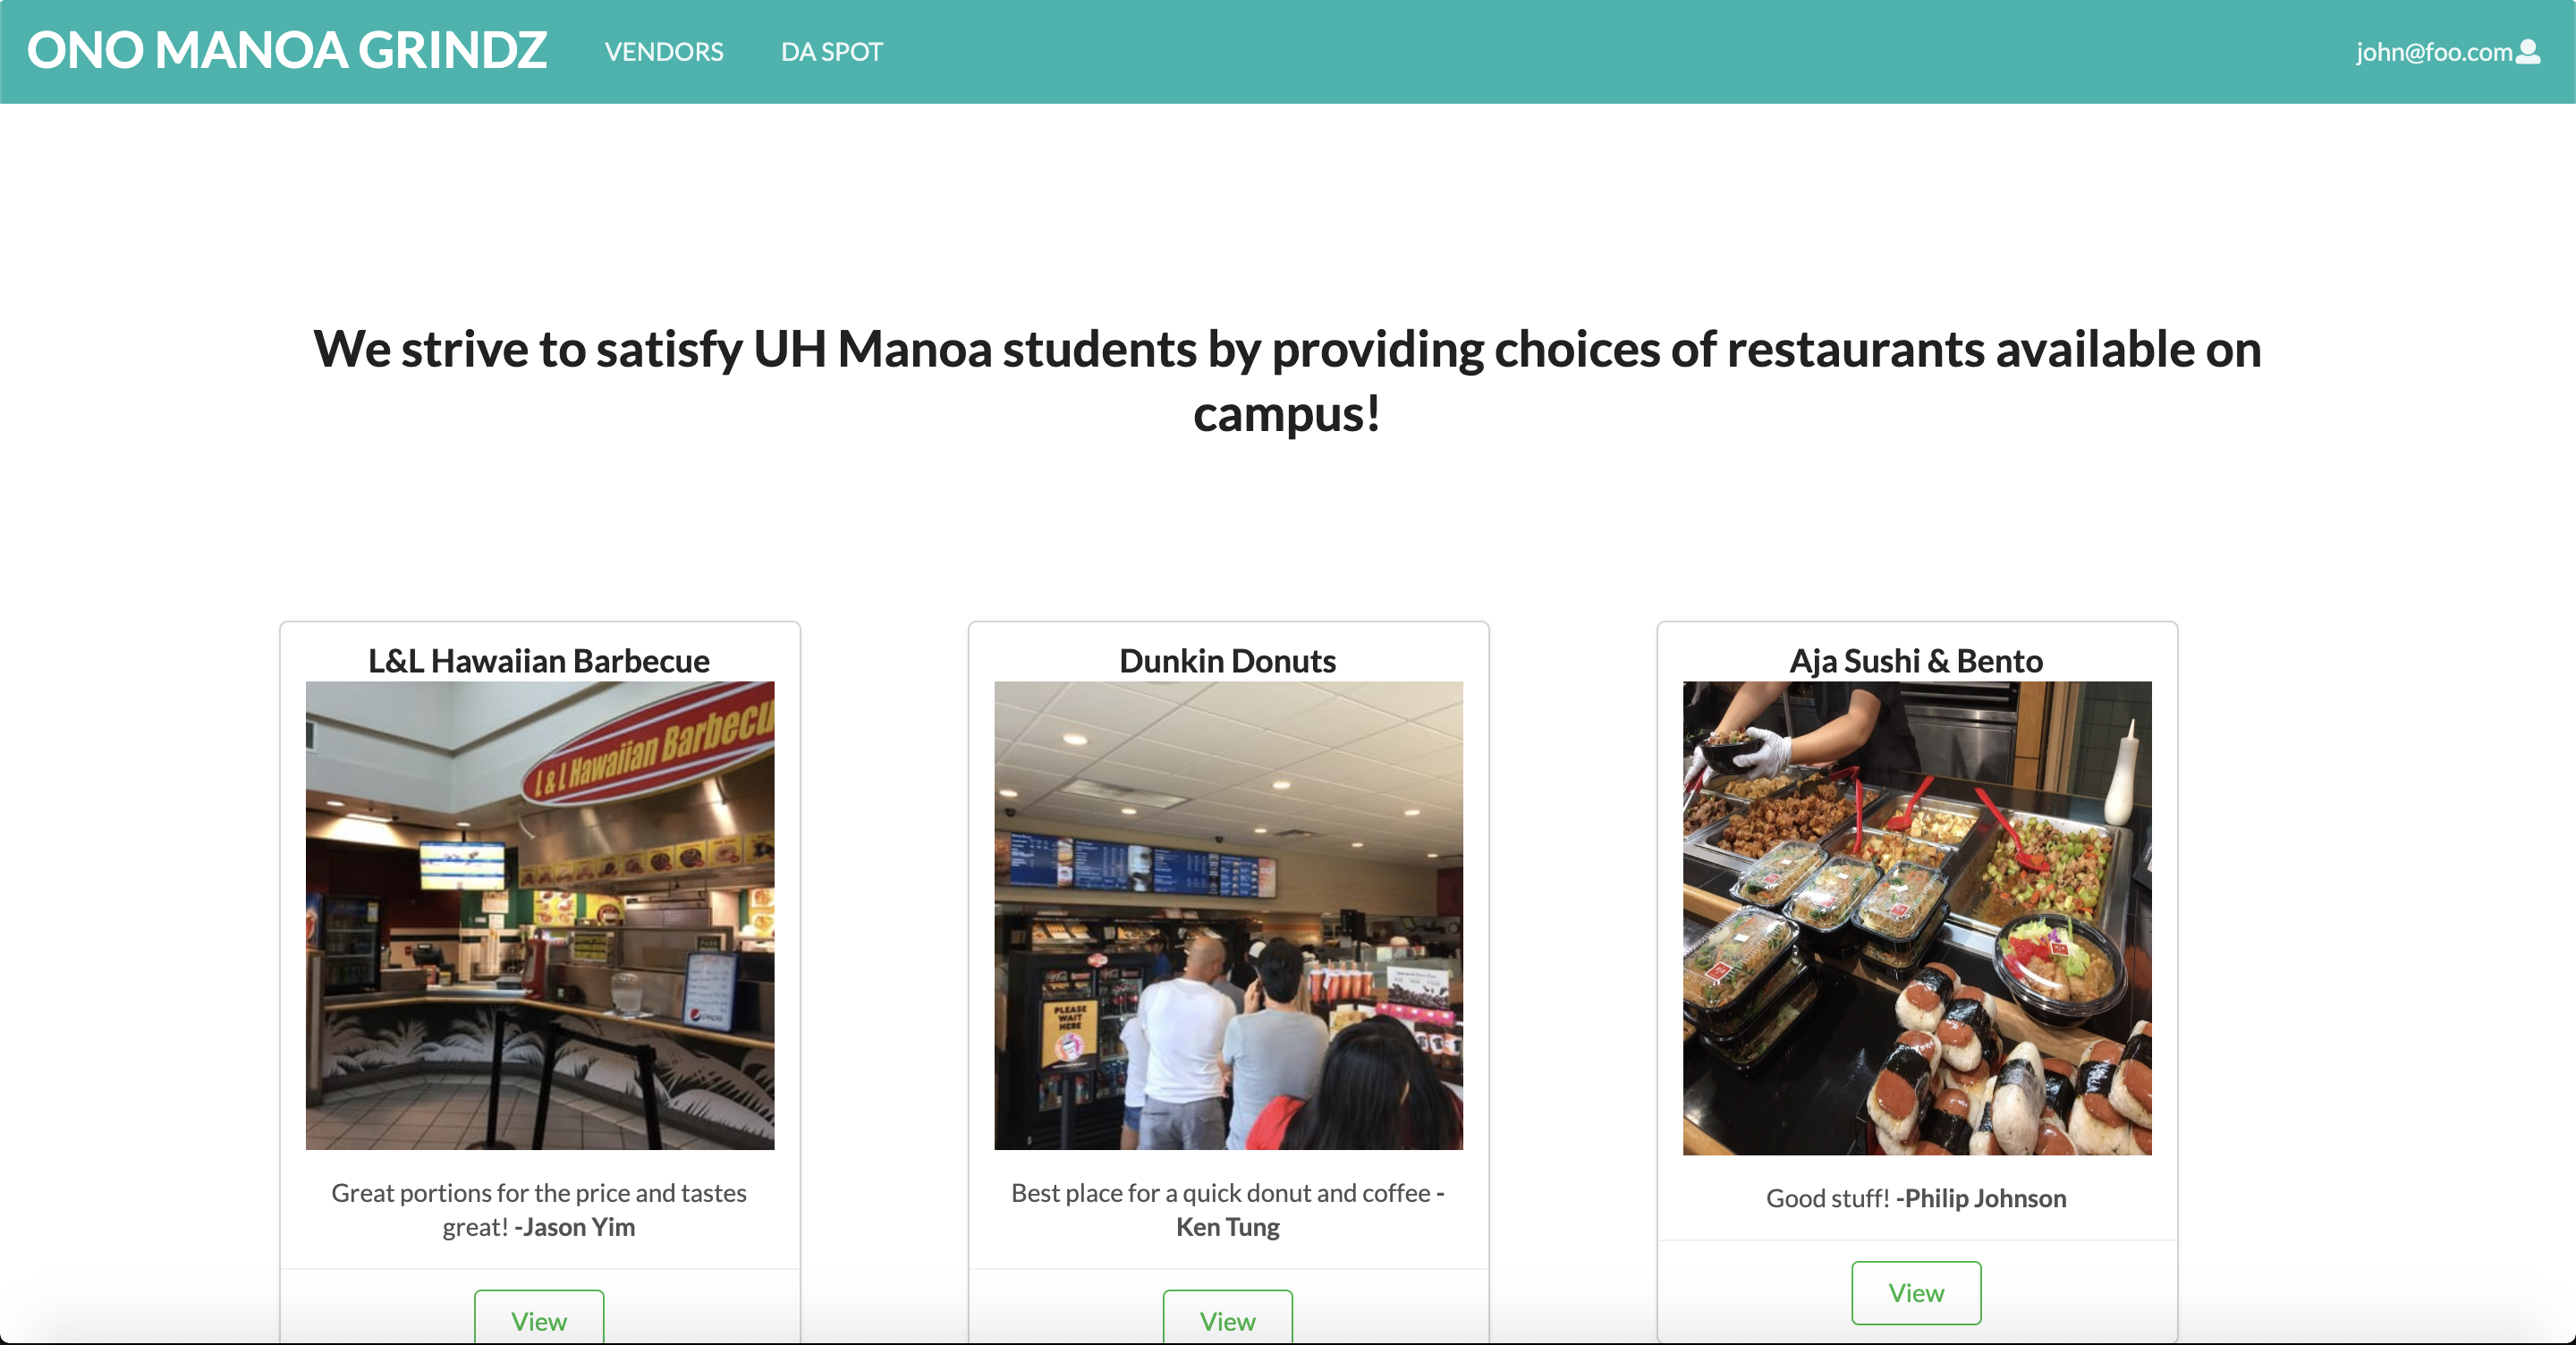 ONO MANOA GRINDZ VENDORS DA SPOT john@foo.com
We strive to satisfy UH Manoa students by providing choices of restaurants available on
campus!
L&L Hawaiian Barbecue
L & L Hawaiian Barbecu
pepsi
Great portions for the price and tastes
great! -Jason Yim
View
Dunkin Donuts
PLEASE
WAIT
HERE
Best place for a quick donut and coffee -
Ken Tung
View
Aja Sushi & Bento
Good stuff! -Philip Johnson
View